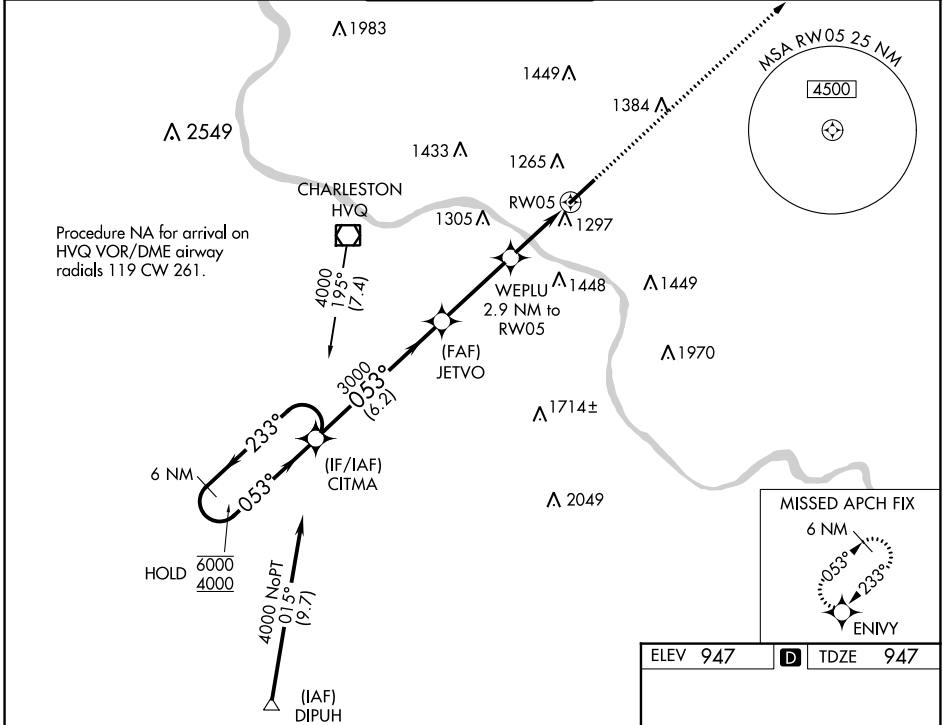 1983
MSA RW05 25 NM
4500
1449
1384
2549
1433
1265
CHARLESTON
HVQ
RW05
1305
1297
Procedure NA for arrival on
HVQ VOR/DME airway
radials 119 CW 261.
4000
195°
(7.4)
WEPLU
2.9 NM to
RW05
1448
1449
(FAF)
JETVO
1970
3000
053°
(6.2)
1714±
233°
053°
6 NM
(IF/IAF)
CITMA
2049
HOLD
6000
4000
4000 NoPT
015°
(9.7)
(IAF)
DIPUH
MISSED APCH FIX
6 NM
053°
233°
ENIVY
ELEV 947 D TDZE 947